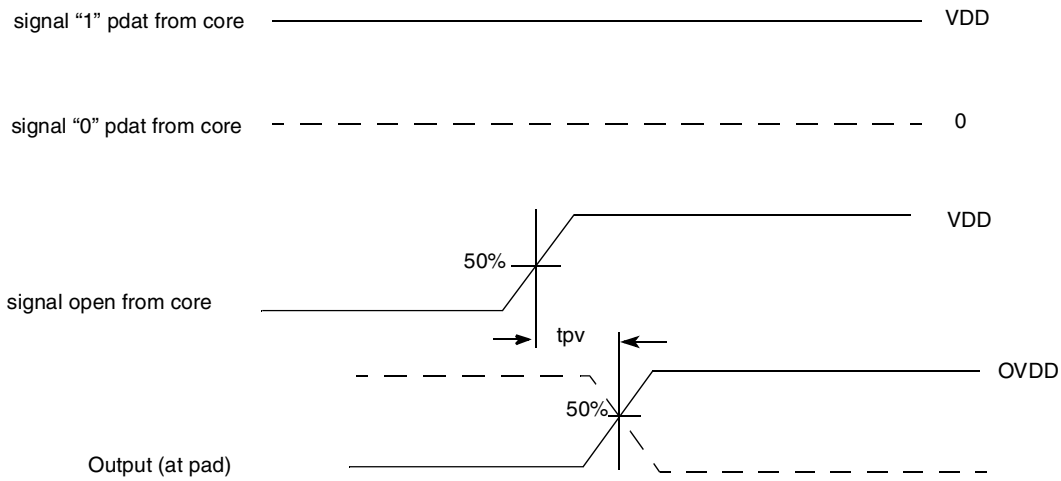 signal “1” pdat from core
VDD
signal “0” pdat from core
0
VDD
50%
signal open from core
tpv
OVDD
50%
Output (at pad)